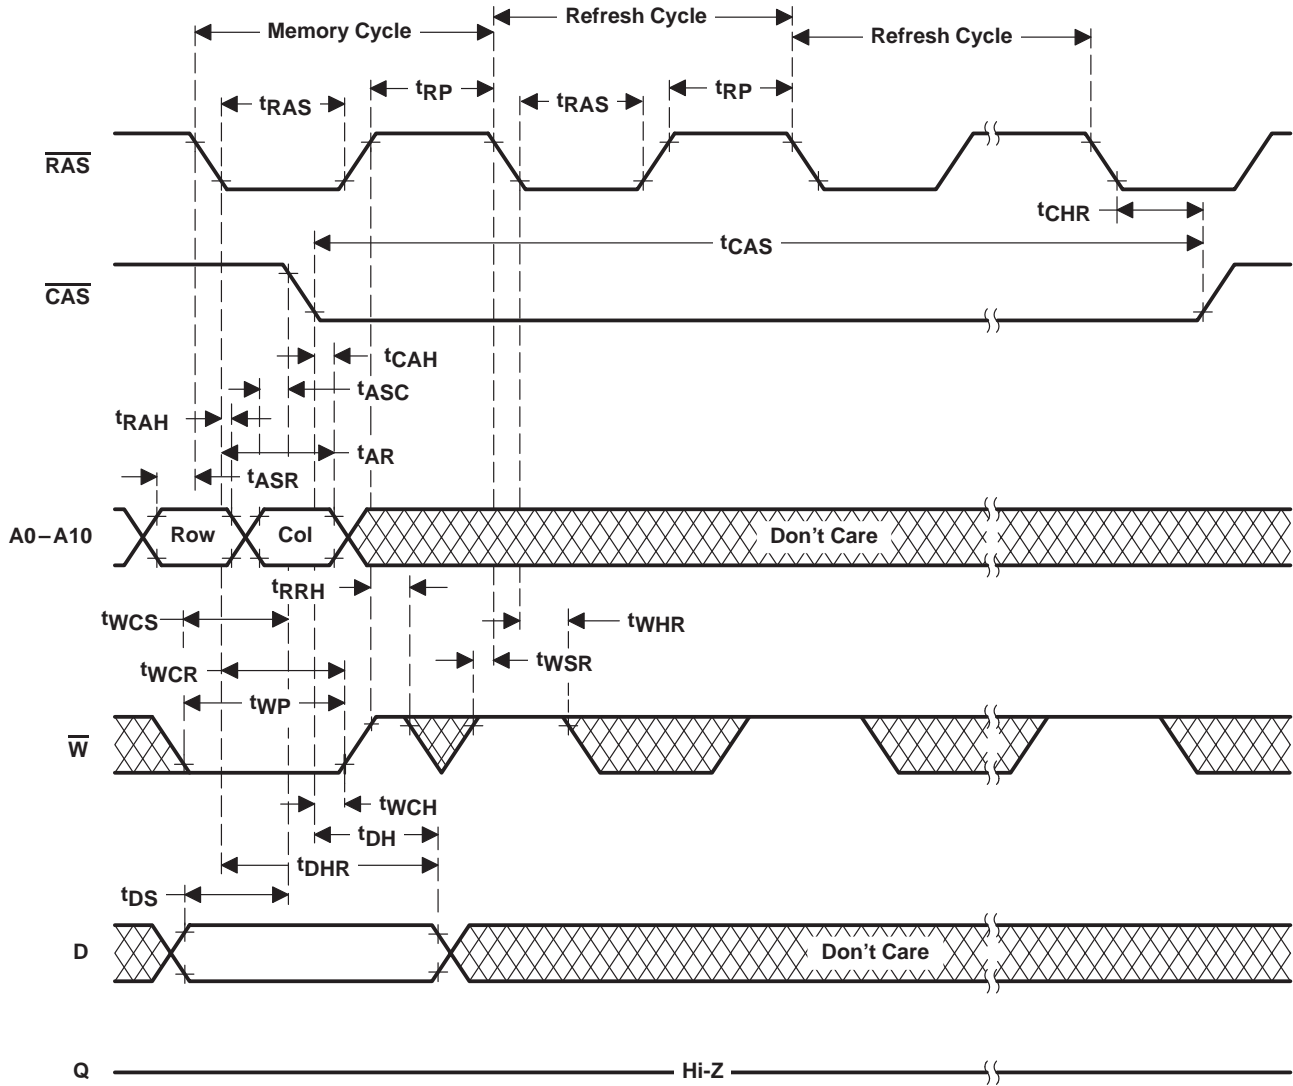 Memory Cycle
Refresh Cycle
Refresh Cycle
tRAS
tRP
tRAS
tRP
RAS
tCHR
tCAS
CAS
tCAH
tASC
tRAH
tAR
tASR
A0–A10
Row
Col
Don't Care
tRRH
tWCS
tWHR
tWSR
tWCR
tWP
W
tWCH
tDH
tDHR
tDS
D
Don't Care
Q
Hi-Z